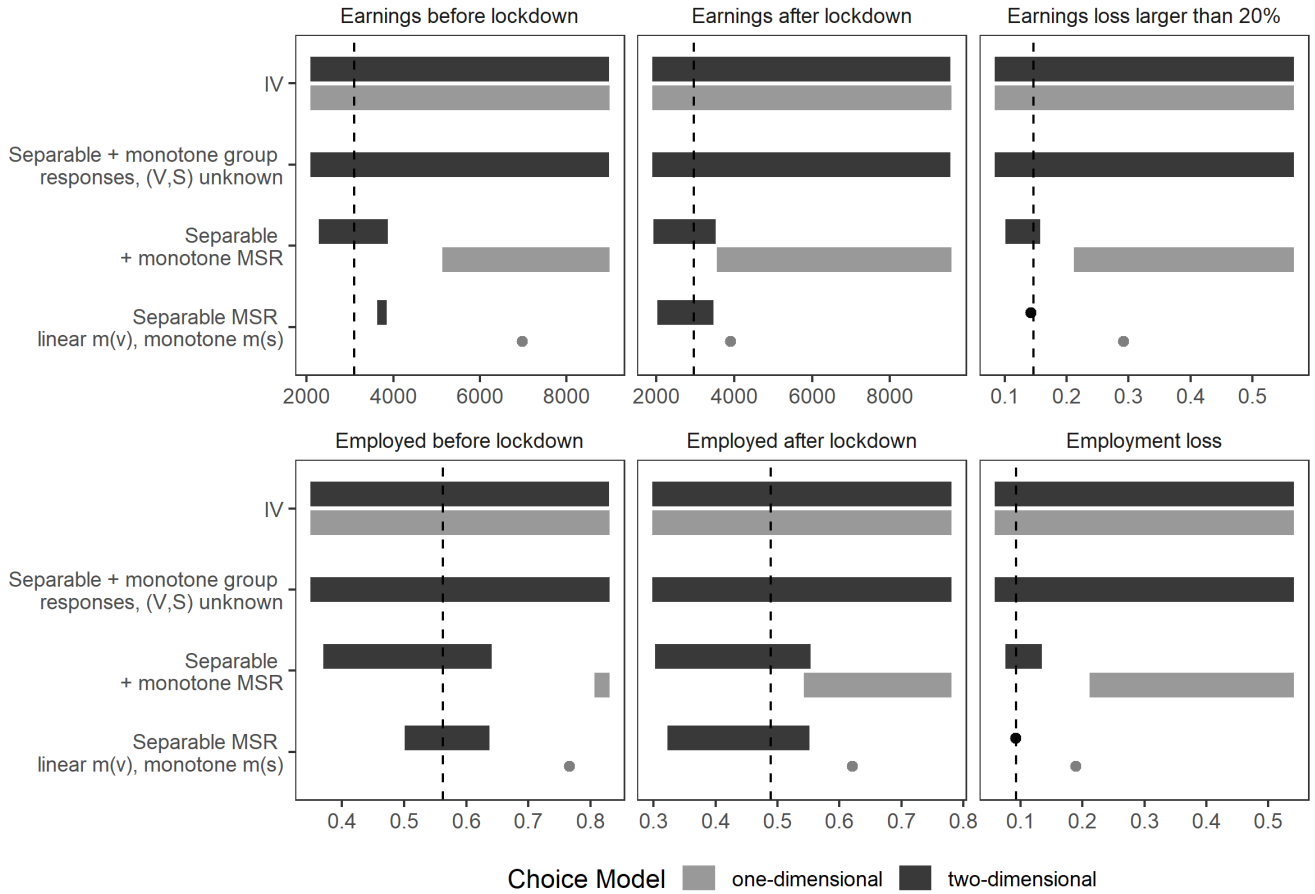 Earnings before lockdown
Earnings after lockdown
Earnings loss larger than 20%
IV
Separable + monotone group
responses, (V,S) unknown
Separable
+ monotone MSR
Separable MSR
linear m(v), monotone m(s)
2000 4000 6000 8000
2000 4000 6000 8000
0.1 0.2 0.3 0.4 0.5
Employed before lockdown
Employed after lockdown
Employment loss
IV
Separable + monotone group
responses, (V,S) unknown
Separable
+ monotone MSR
Separable MSR
linear m(v), monotone m(s)
0.4 0.5 0.6 0.7 0.8
0.3 0.4 0.5 0.6 0.7 0.8
0.1 0.2 0.3 0.4 0.5
Choice Model one-dimensional two-dimensional